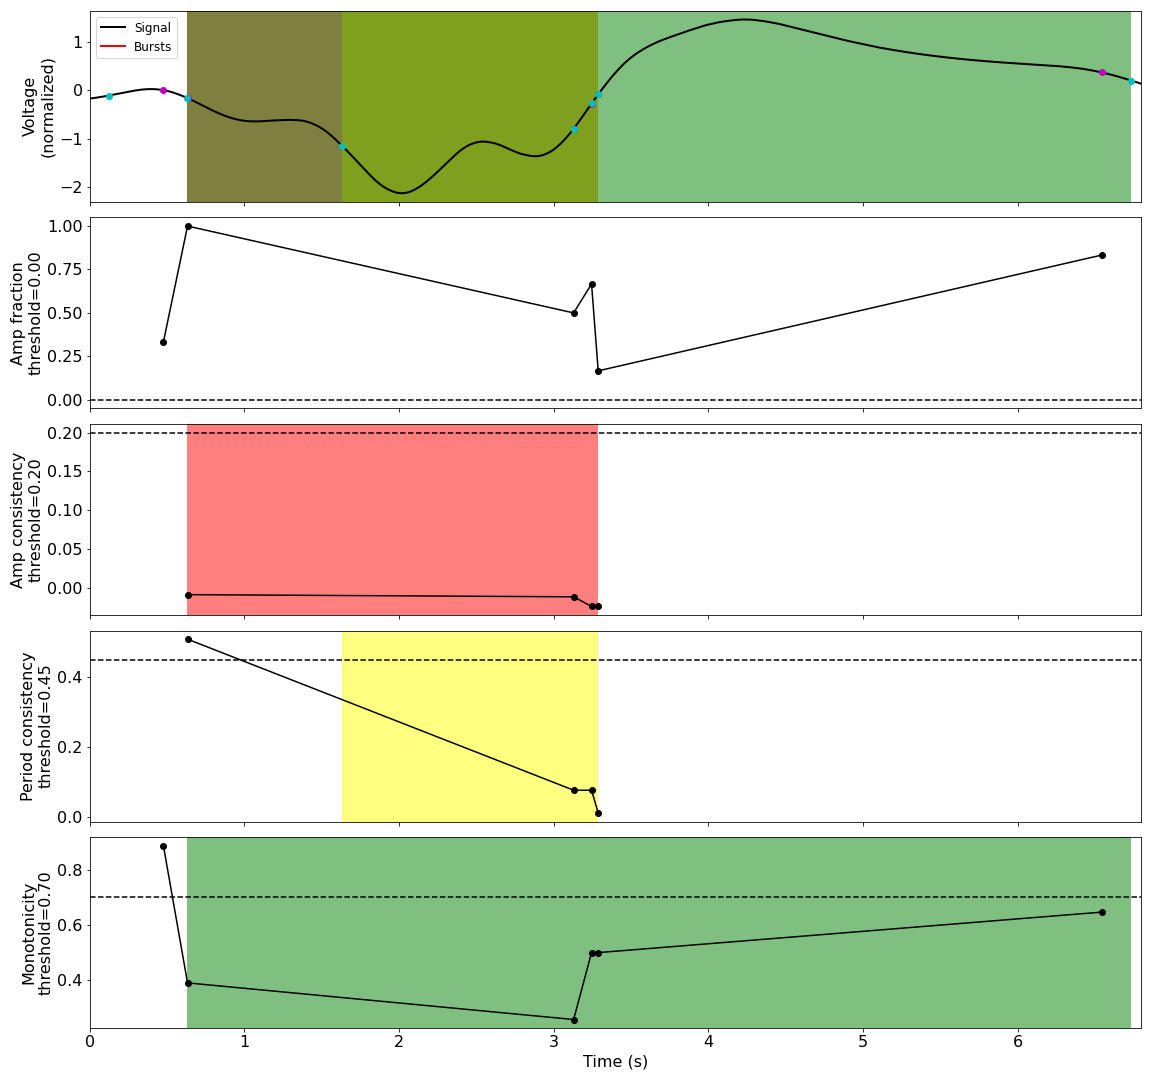 Signal
Bursts
Voltage
(normalized)
1
0
−1
−2
Amp fraction
threshold=0.00
1.00
0.75
0.50
0.25
0.00
Amp consistency
threshold=0.20
0.20
0.15
0.10
0.05
0.00
Period consistency
threshold=0.45
0.4
0.2
0.0
Monotonicity
threshold=0.70
0.8
0.6
0.4
0 1 2 3 4 5 6
Time (s)